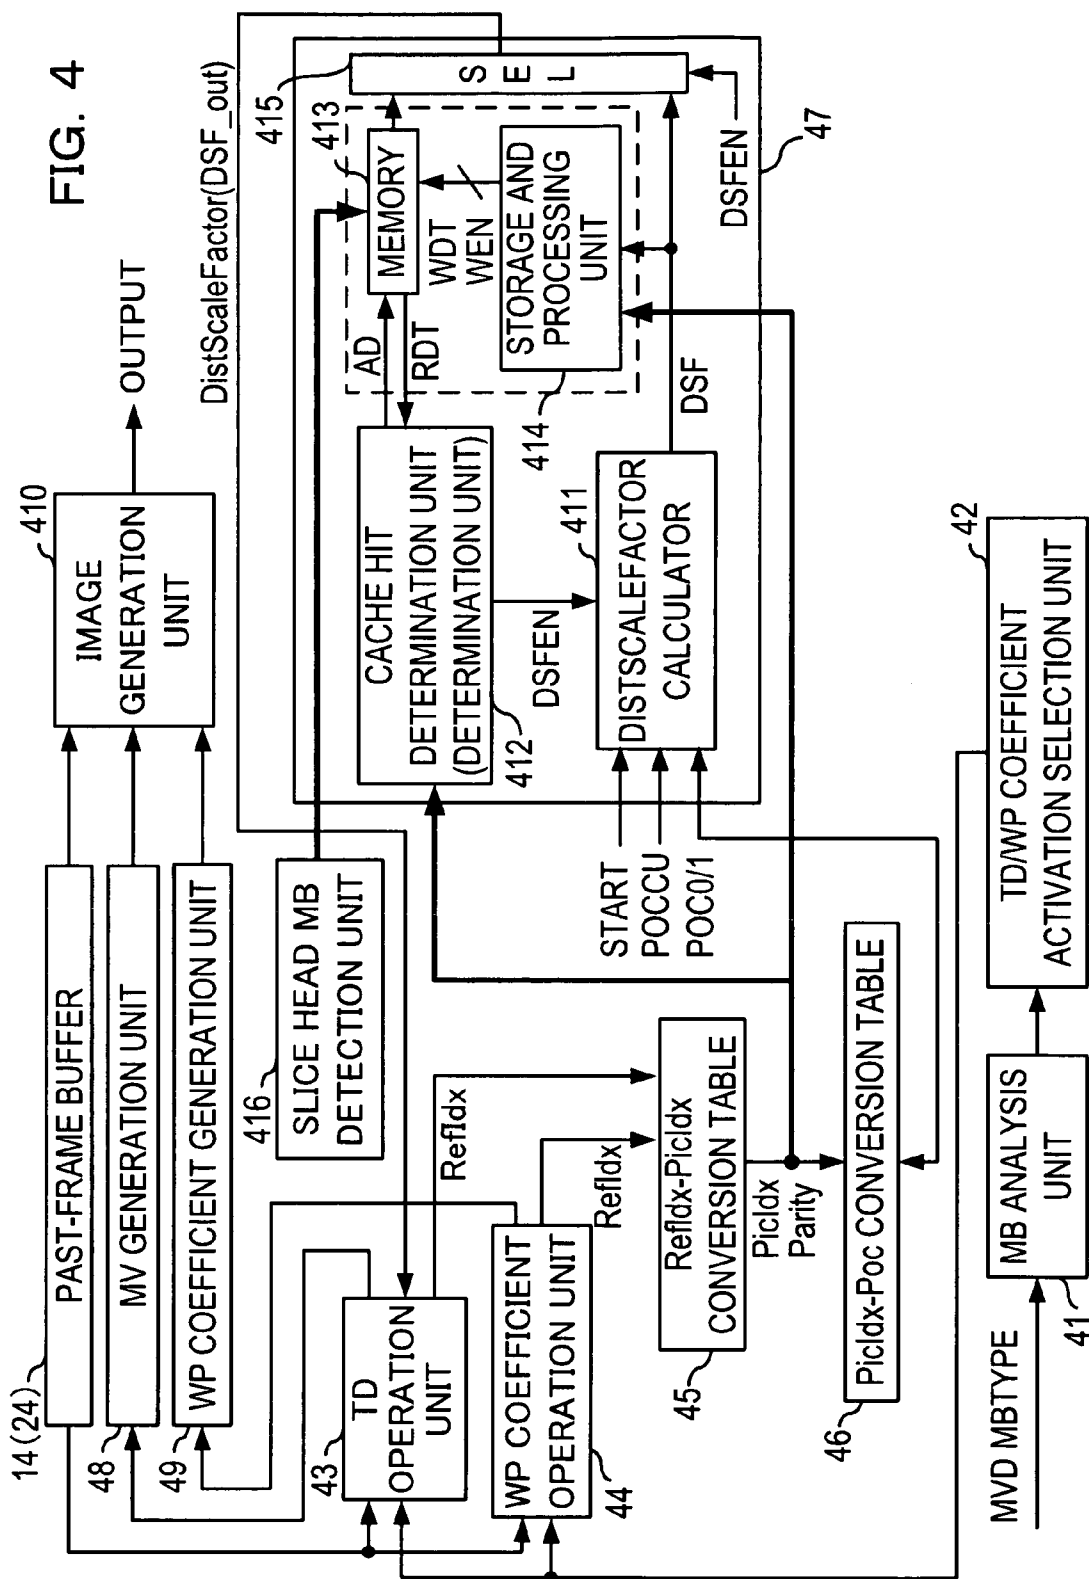 FIG. 4
14(24)
PAST-FRAME BUFFER
48
MV GENERATION UNIT
49
WP COEFFICIENT GENERATION UNIT
410
IMAGE
GENERATION
UNIT
OUTPUT
DistScaleFactor(DSF_out)
43
TD
OPERATION
UNIT
RefIdx
416
SLICE HEAD MB
DETECTION UNIT
44
WP COEFFICIENT
OPERATION UNIT
RefIdx
45
RefIdx-PicIdx
CONVERSION TABLE
PicIdx
Parity
46
PicIdx-Poc CONVERSION TABLE
MVD MBTYPE
41
MB ANALYSIS
UNIT
42
TD/WP COEFFICIENT
ACTIVATION SELECTION UNIT
47
412
CACHE HIT
DETERMINATION UNIT
(DETERMINATION UNIT)
AD
RDT
413
MEMORY
WDT
WEN
414
STORAGE AND
PROCESSING
UNIT
415
SEL
DSFEN
DSFEN
START
POCCU
POC0/1
411
DISTSCALEFACTOR
CALCULATOR
DSF